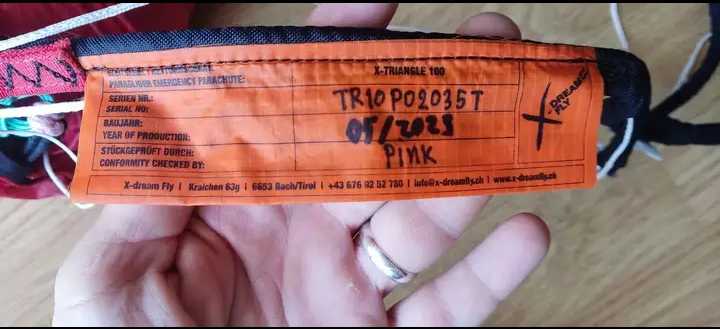 PARAGLIDER EMERGENCY PARACHUTE: X-TRIANGLE 100
SERIEN NR.:
SERIAL NO: TR10P02035T
BAUJAHR:
YEAR OF PRODUCTION: 05/2023
STÜCKGEPRÜFT DURCH: PINK
CONFORMITY CHECKED BY:
X DREAM FLY
X-dream Fly | Kraichen 63g | 6653 Bach/Tirol | +43 676 92 52 750 | info@x-dreamfly.ch | www.x-dreamfly.ch